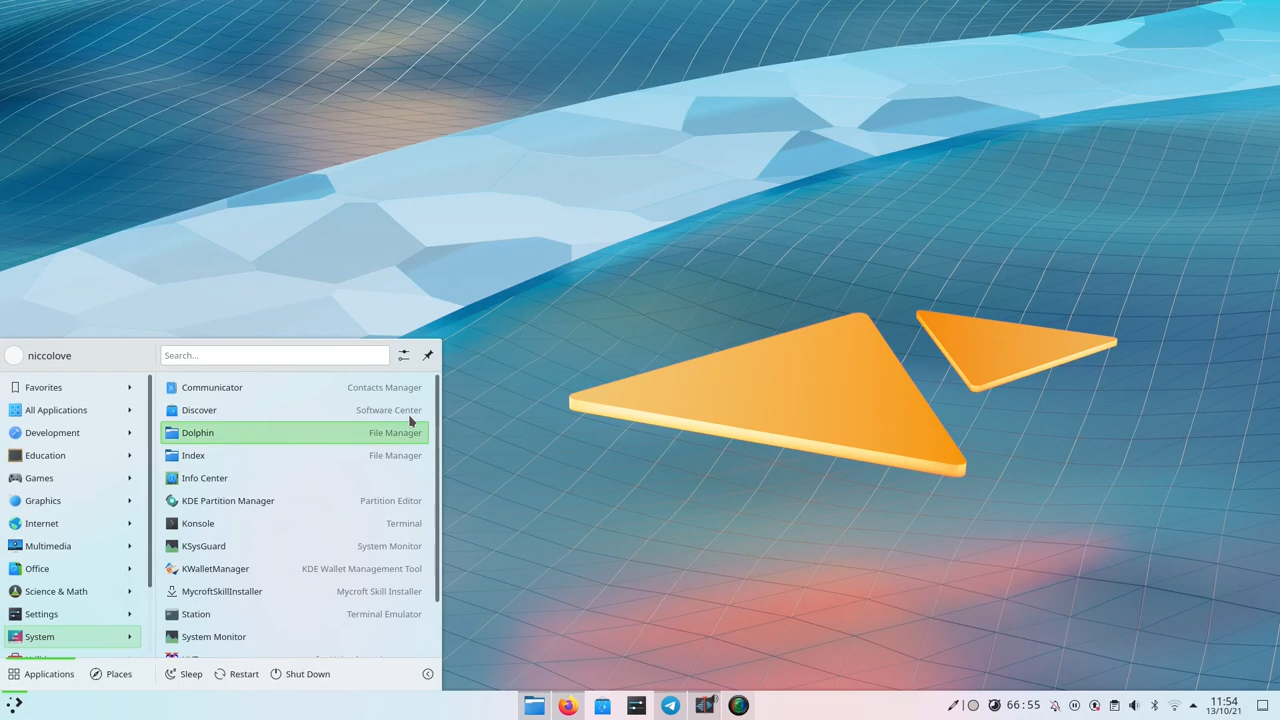 niccolove
Search...
Favorites
All Applications
Development
Education
Games
Graphics
Internet
Multimedia
Office
Science & Math
Settings
System
Communicator Contacts Manager
Discover Software Center
Dolphin File Manager
Index File Manager
Info Center
KDE Partition Manager Partition Editor
Konsole Terminal
KSysGuard System Monitor
KWalletManager KDE Wallet Management Tool
MycroftSkillInstaller Mycroft Skill Installer
Station Terminal Emulator
System Monitor
Applications Places Sleep Restart Shut Down
66:55
11:54
13/10/21